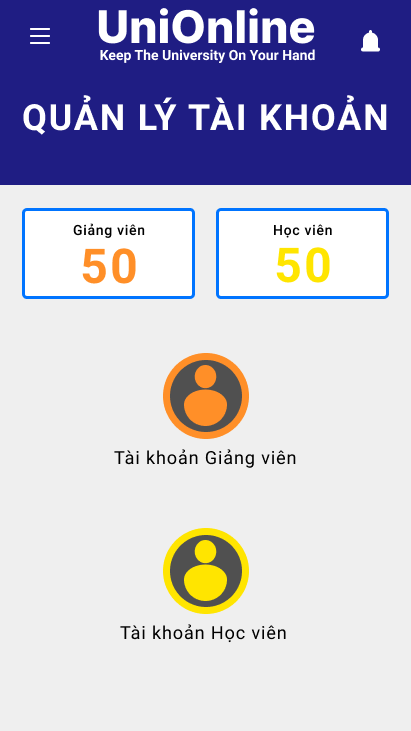 UniOnline
Keep The University On Your Hand
QUẢN LÝ TÀI KHOẢN
Giảng viên
50
Học viên
50
Tài khoản Giảng viên
Tài khoản Học viên